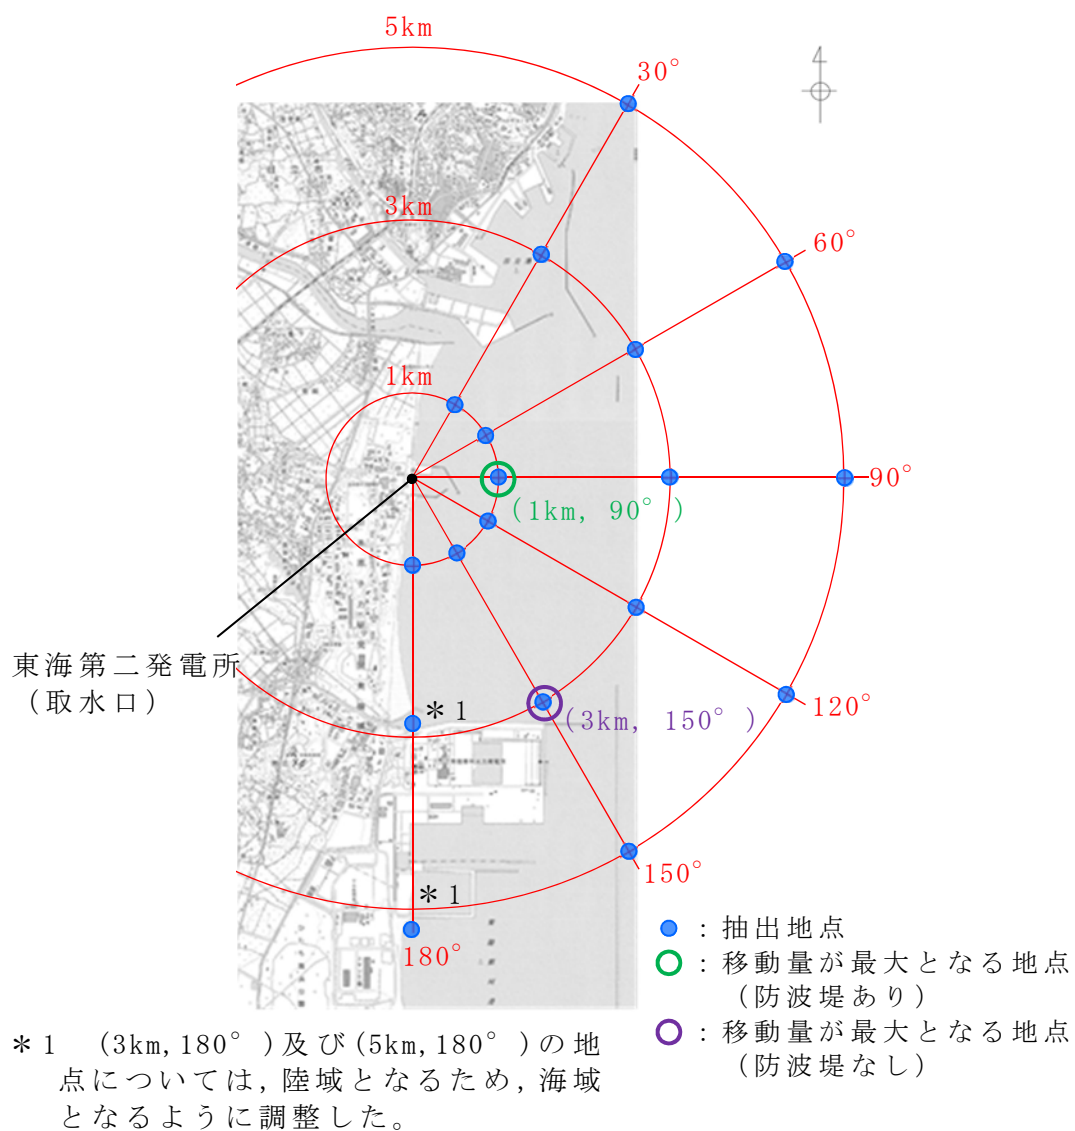 5km
30°
3km
60°
1km
90°
(1km, 90°)
東海第二発電所
(取水口)
*1
(3km, 150°)
120°
150°
*1
180°
: 抽出地点
: 移動量が最大となる地点
(防波堤あり)
: 移動量が最大となる地点
(防波堤なし)
*1 (3km,180°)及び(5km,180°)の地
点については,陸域となるため,海域
となるように調整した。